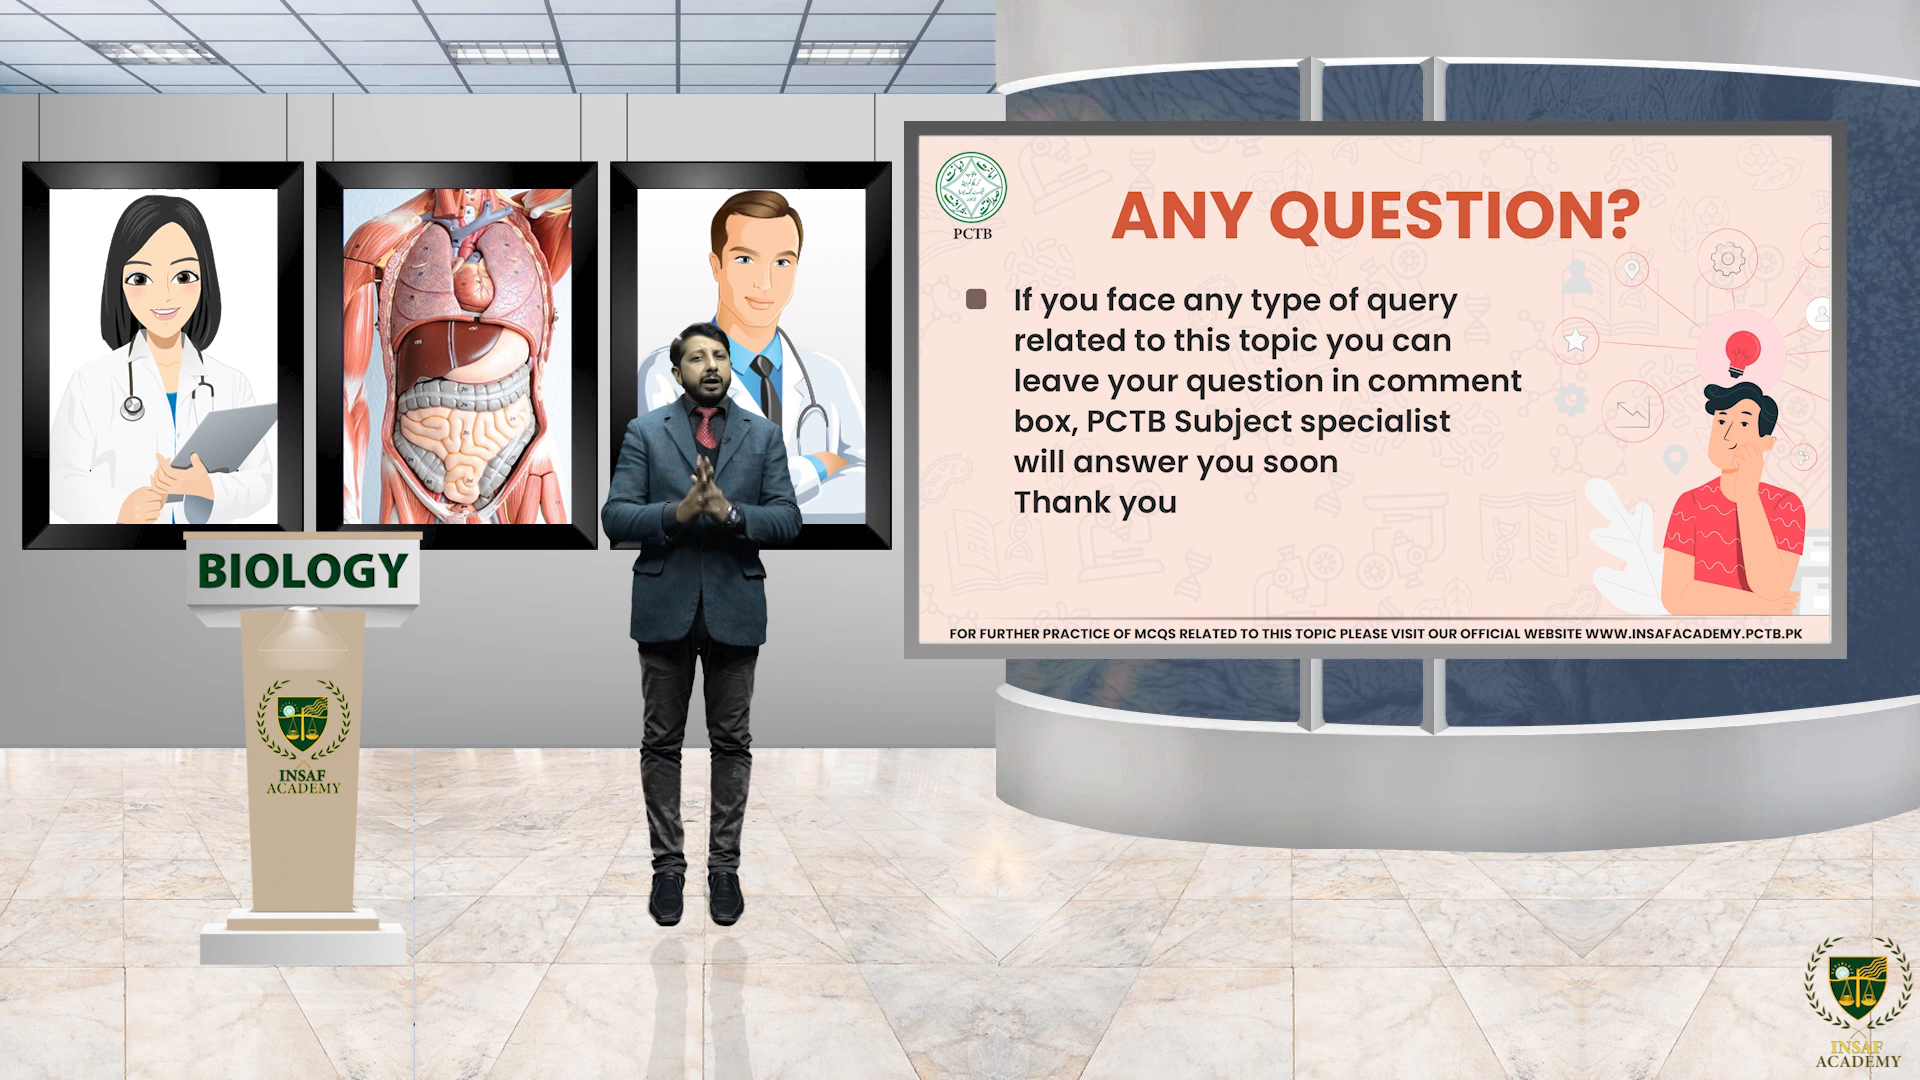 PCTB
ANY QUESTION?
If you face any type of query
related to this topic you can
leave your question in comment
box, PCTB Subject specialist
will answer you soon
Thank you
FOR FURTHER PRACTICE OF MCQS RELATED TO THIS TOPIC PLEASE VISIT OUR OFFICIAL WEBSITE WWW.INSAFACADEMY.PCTB.PK
BIOLOGY
INSAF
ACADEMY
INSAF
ACADEMY